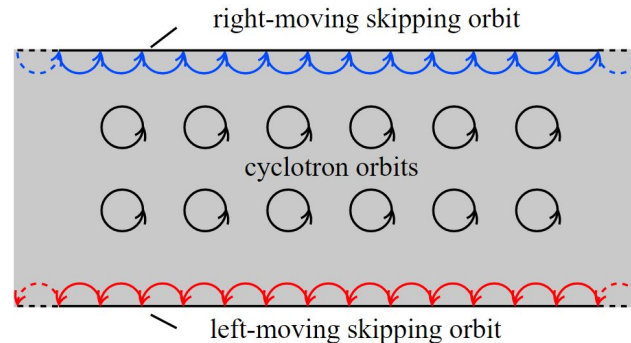 right-moving skipping orbit
cyclotron orbits
left-moving skipping orbit